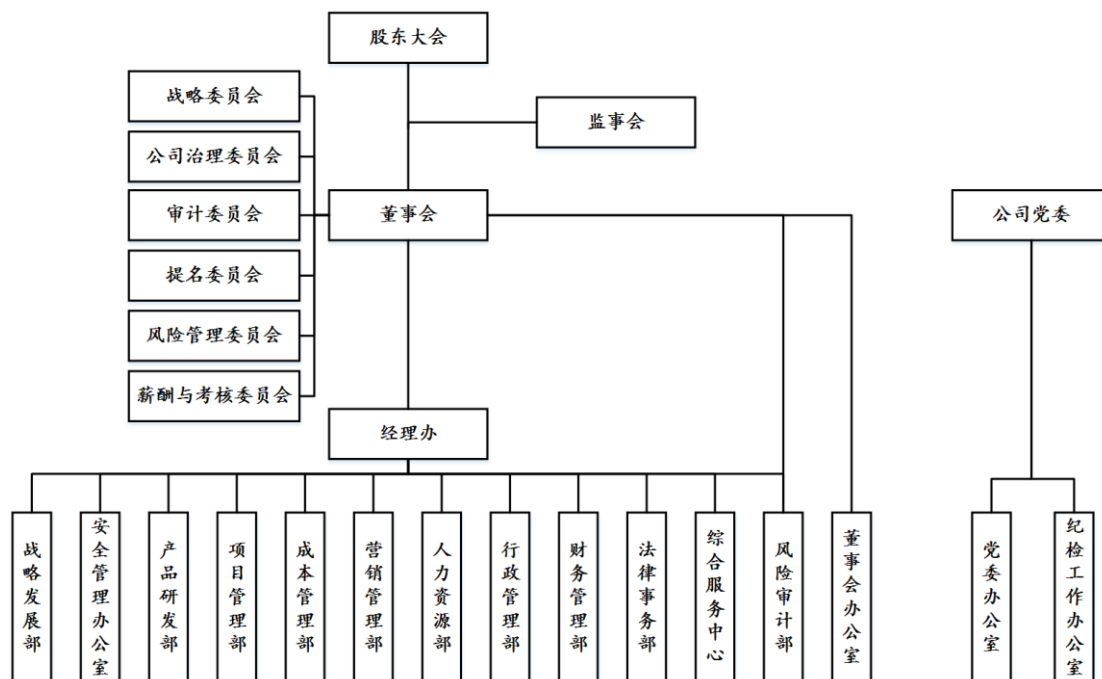 股东大会
战略委员会
监事会
公司治理委员会
审计委员会
董事会
公司党委
提名委员会
风险管理委员会
薪酬与考核委员会
经理办
战略发展部
安全管理办公室
产品研发部
项目管理部
成本管理部
营销管理部
人力资源部
行政管理部
财务管理部
法律事务部
综合服务中心
风险审计部
董事会办公室
党委办公室
纪检工作办公室